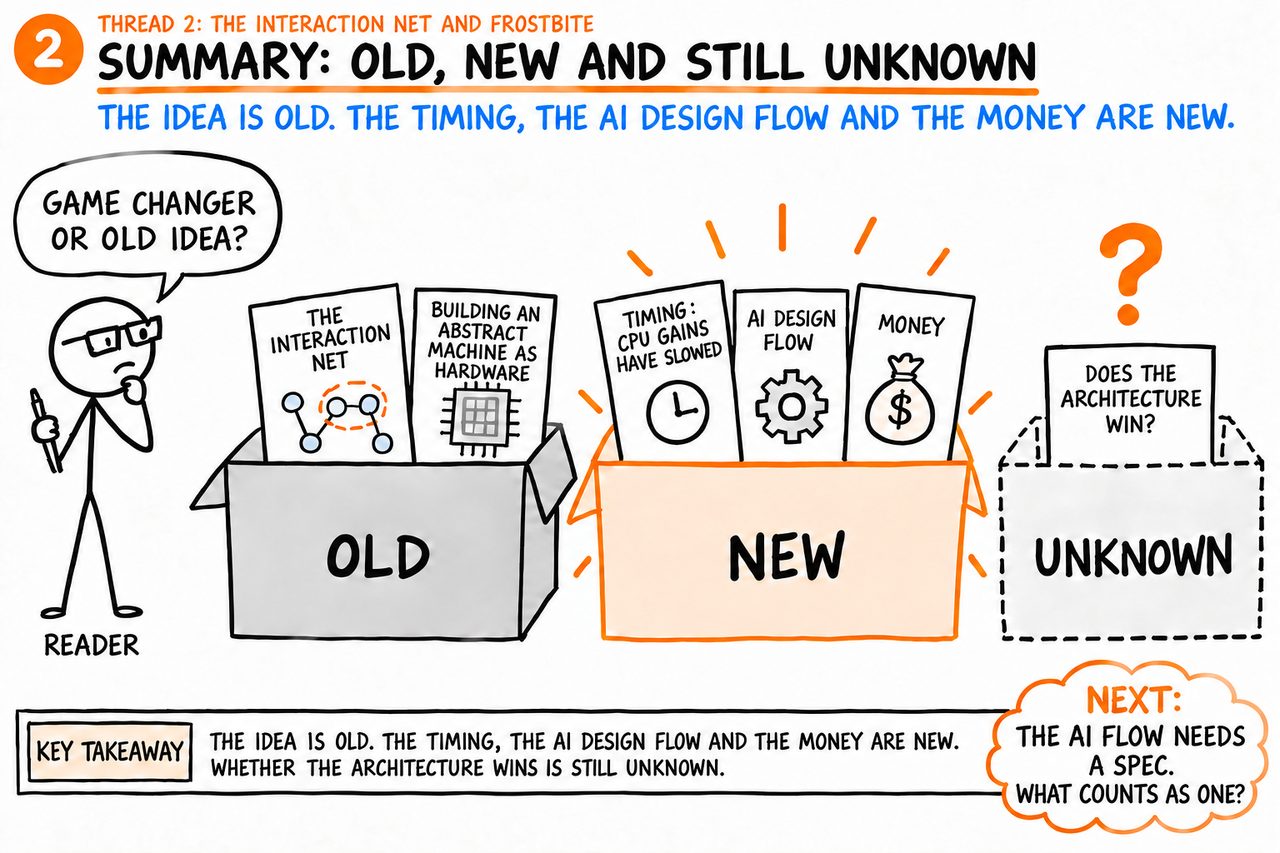 2
THREAD 2: THE INTERACTION NET AND FROSTBITE
SUMMARY: OLD, NEW AND STILL UNKNOWN
THE IDEA IS OLD. THE TIMING, THE AI DESIGN FLOW AND THE MONEY ARE NEW.
GAME CHANGER
OR OLD IDEA?
READER
THE
INTERACTION
NET
BUILDING AN
ABSTRACT
MACHINE AS
HARDWARE
OLD
TIMING:
CPU GAINS
HAVE SLOWED
AI DESIGN
FLOW
MONEY
$
NEW
?
DOES THE
ARCHITECTURE
WIN?
UNKNOWN
KEY TAKEAWAY
THE IDEA IS OLD. THE TIMING, THE AI DESIGN FLOW AND THE MONEY ARE NEW.
WHETHER THE ARCHITECTURE WINS IS STILL UNKNOWN.
NEXT:
THE AI FLOW NEEDS
A SPEC.
WHAT COUNTS AS ONE?